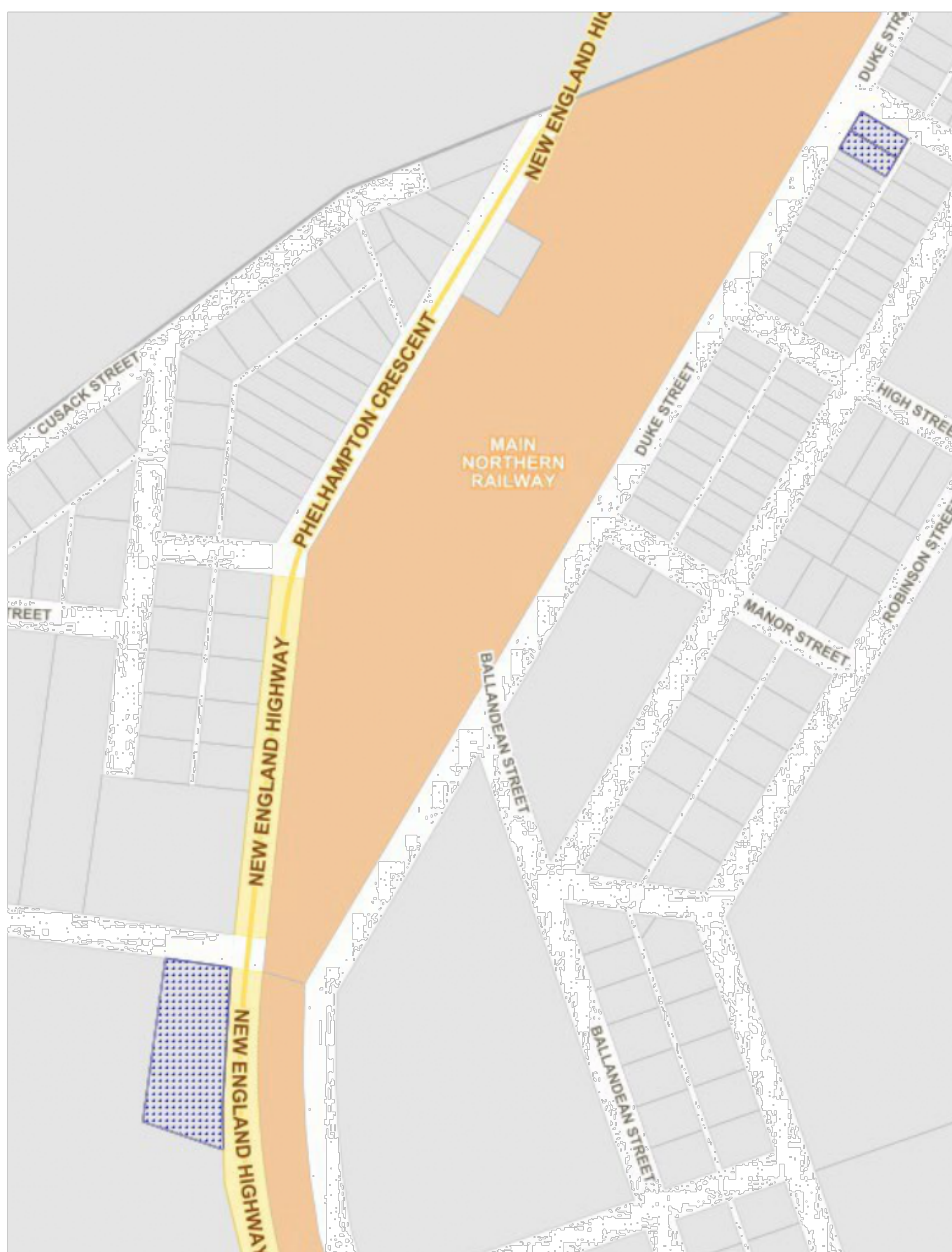 NEW ENGLAND HIG
DUKE STR
CUSACK STREET
PHELHAMPTON CRESCENT
DUKE STREET
HIGH STREE
MAIN
NORTHERN
RAILWAY
ROBINSON STRE
TREET
MANOR STREET
BALLANDEAN STREET
NEW ENGLAND HIGHWAY
NEW ENGLAND HIGHWAY
BALLANDEAN STREET